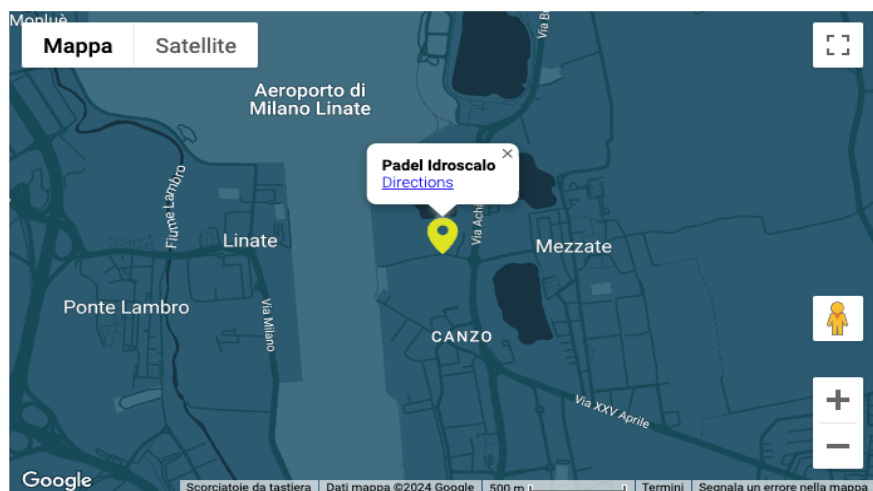 Monluè
Mappa
Satellite
Via
Aeroporto di
Milano Linate
Padel Idroscalo
Directions
Fiume Lambro
Linate
Via
Mezzate
Ponte Lambro
Via Milano
CANZO
Via XXV Aprile
Google
Scorciatoie da tastiera
Dati mappa ©2024 Google
500 m
Termini
Segnala un errore nella mappa